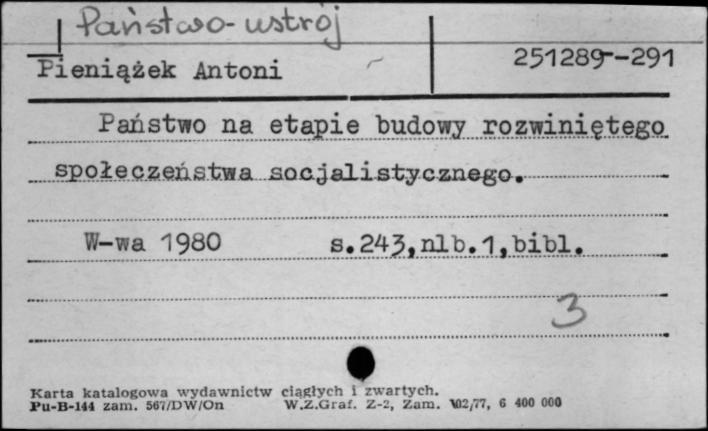 Państwo-ustrój
Pieniążek Antoni 251289--291
Państwo na etapie budowy rozwiniętego
społeczeństwa socjalistycznego.
W-wa 1980 s.243,nlb.1,bibl.
3
Karta katalogowa wydawnictw ciągłych i zwartych.
Pu-B-144 zam. 567/DW/On W.Z.Graf. Z-2, Zam. 102/77, 6 400 000